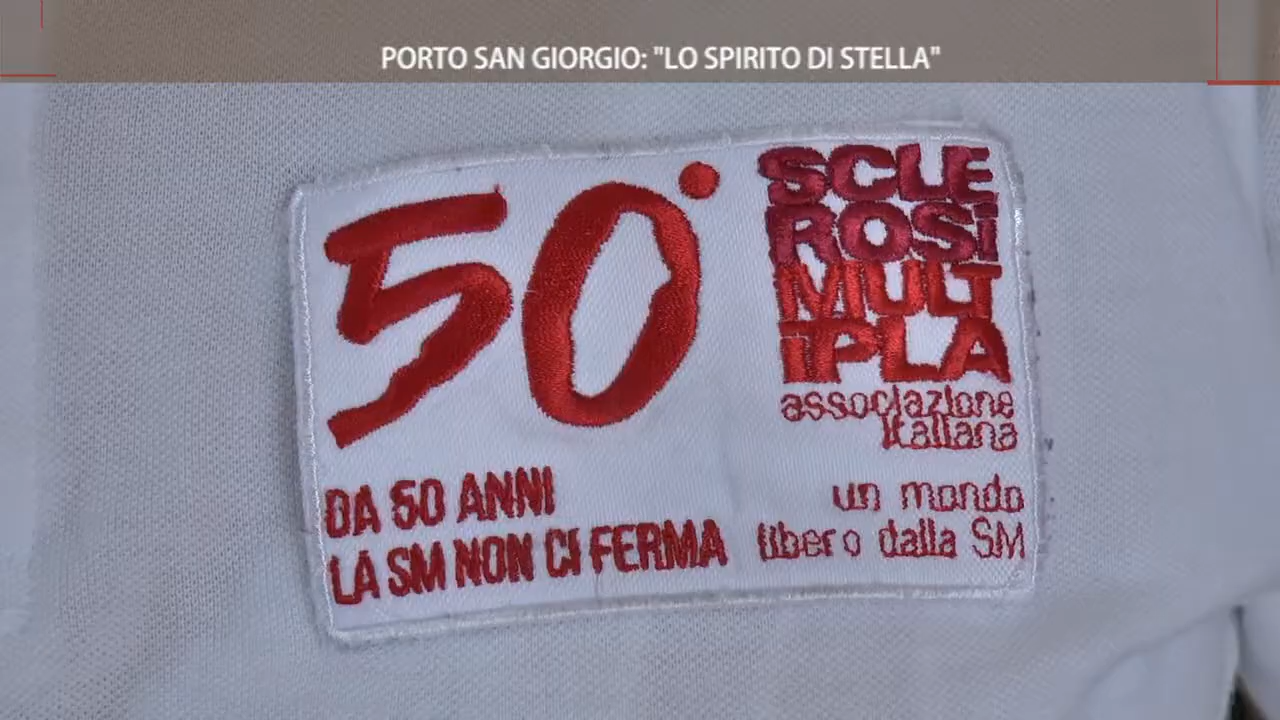 PORTO SAN GIORGIO: "LO SPIRITO DI STELLA"
50°
SCLE
ROSi
MULT
iPLA
associazione
italiana
DA 50 ANNI
LA SM NON CI FERMA
un mondo
libero dalla SM